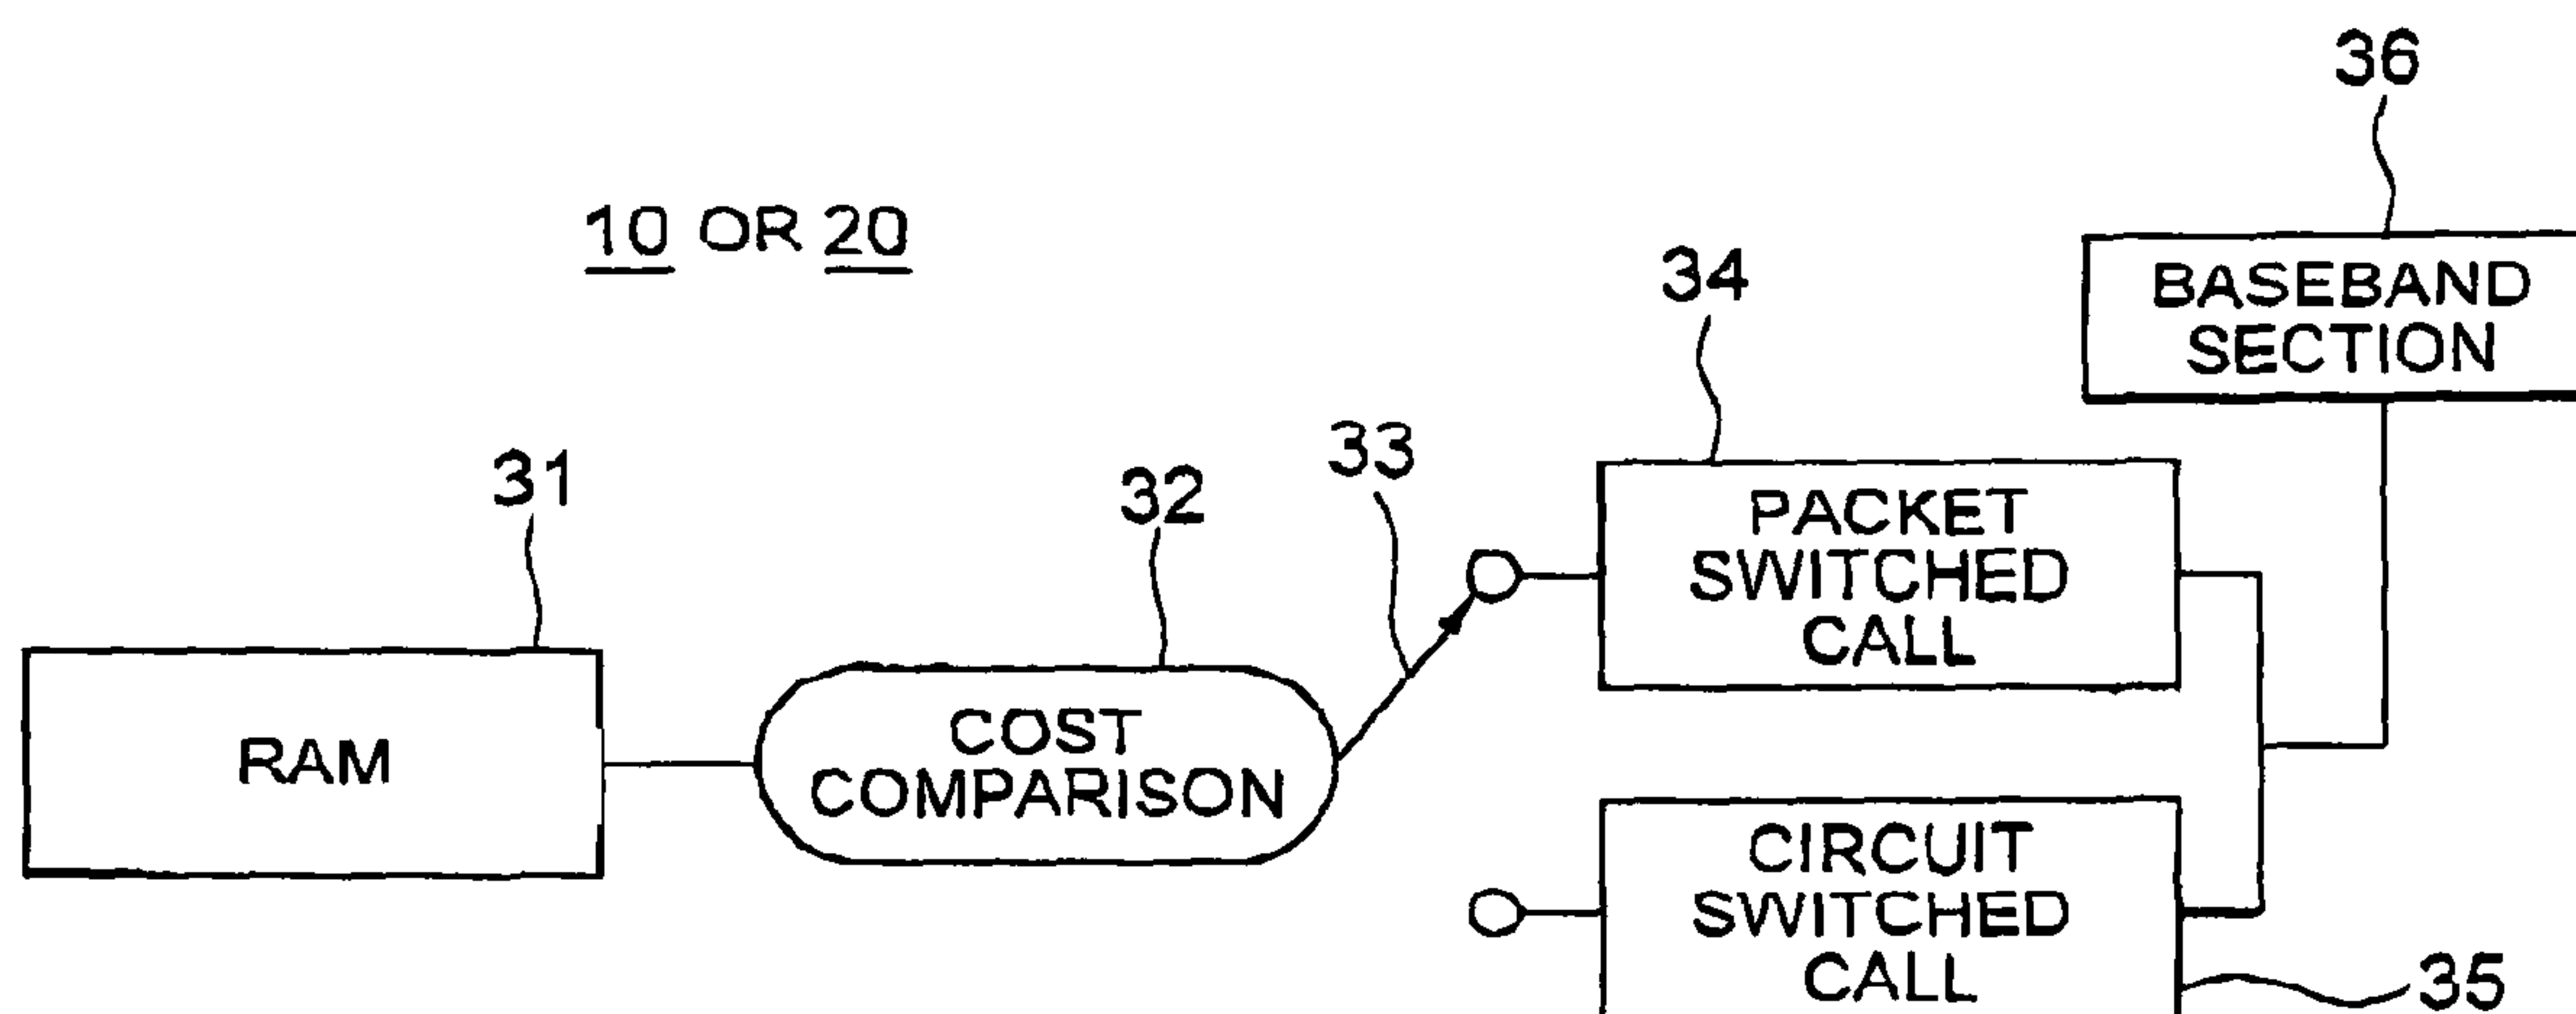 36
10 OR 20
34
BASEBAND
SECTION
33
31
32
PACKET
SWITCHED
CALL
RAM
COST
COMPARISON
CIRCUIT
SWITCHED
CALL
35